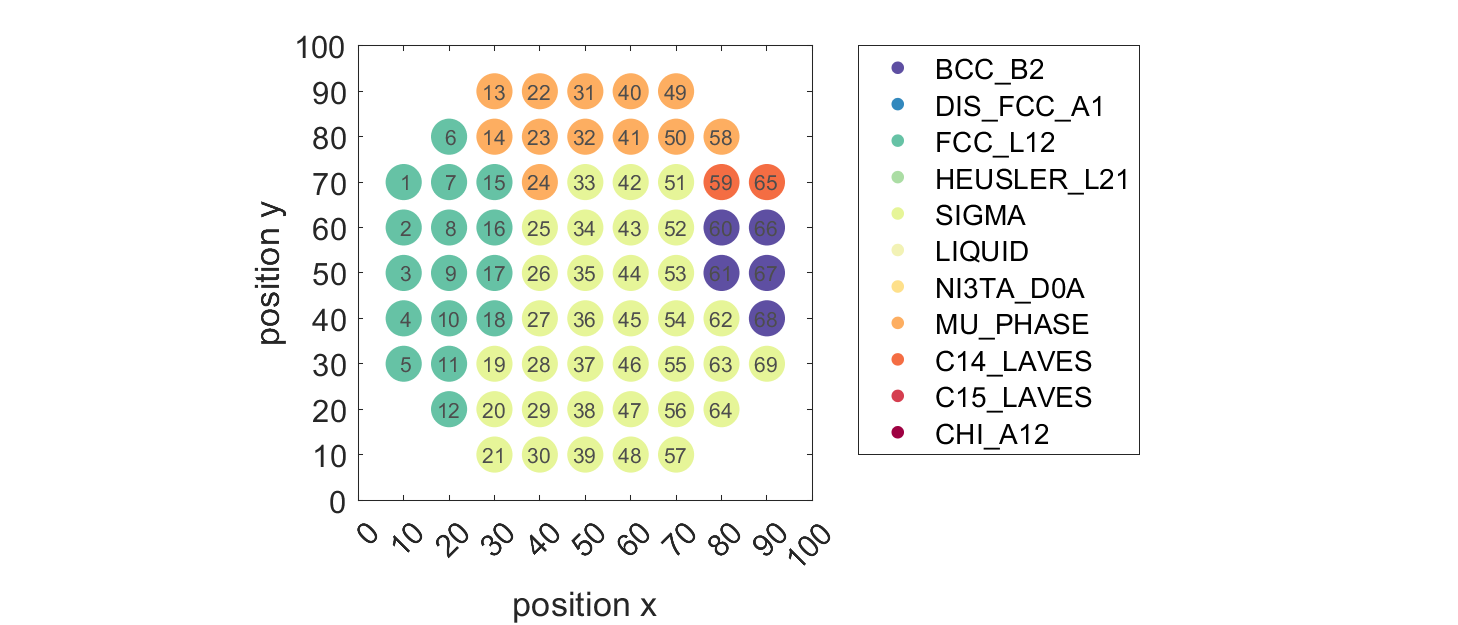 100
90
13 22 31 40 49
80
6 14 23 32 41 50 58
70
1 7 15 24 33 42 51 59 65
60
2 8 16 25 34 43 52 60 66
50
3 9 17 26 35 44 53 61 67
40
4 10 18 27 36 45 54 62 68
30
5 11 19 28 37 46 55 63 69
20
12 20 29 38 47 56 64
10
21 30 39 48 57
0
position y
0 10 20 30 40 50 60 70 80 90 100
position x
BCC_B2
DIS_FCC_A1
FCC_L12
HEUSLER_L21
SIGMA
LIQUID
NI3TA_D0A
MU_PHASE
C14_LAVES
C15_LAVES
CHI_A12